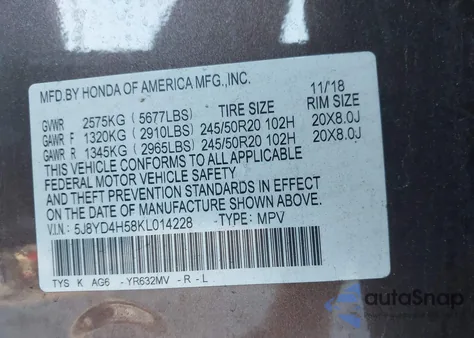 MFD.BY HONDA OF AMERICA MFG.,INC.
11/18
TIRE SIZE RIM SIZE
GVWR 2575KG (5677LBS)
GAWR F 1320KG (2910LBS) 245/50R20 102H 20X8.0J
GAWR R 1345KG (2965LBS) 245/50R20 102H 20X8.0J
THIS VEHICLE CONFORMS TO ALL APPLICABLE
FEDERAL MOTOR VEHICLE SAFETY
AND THEFT PREVENTION STANDARDS IN EFFECT
ON THE DATE OF MANUFACTURE SHOWN ABOVE.
V.I.N: 5J8YD4H58KL014228 -TYPE: MPV
TYS K AG6 -YR632MV -R-L
autoSnap